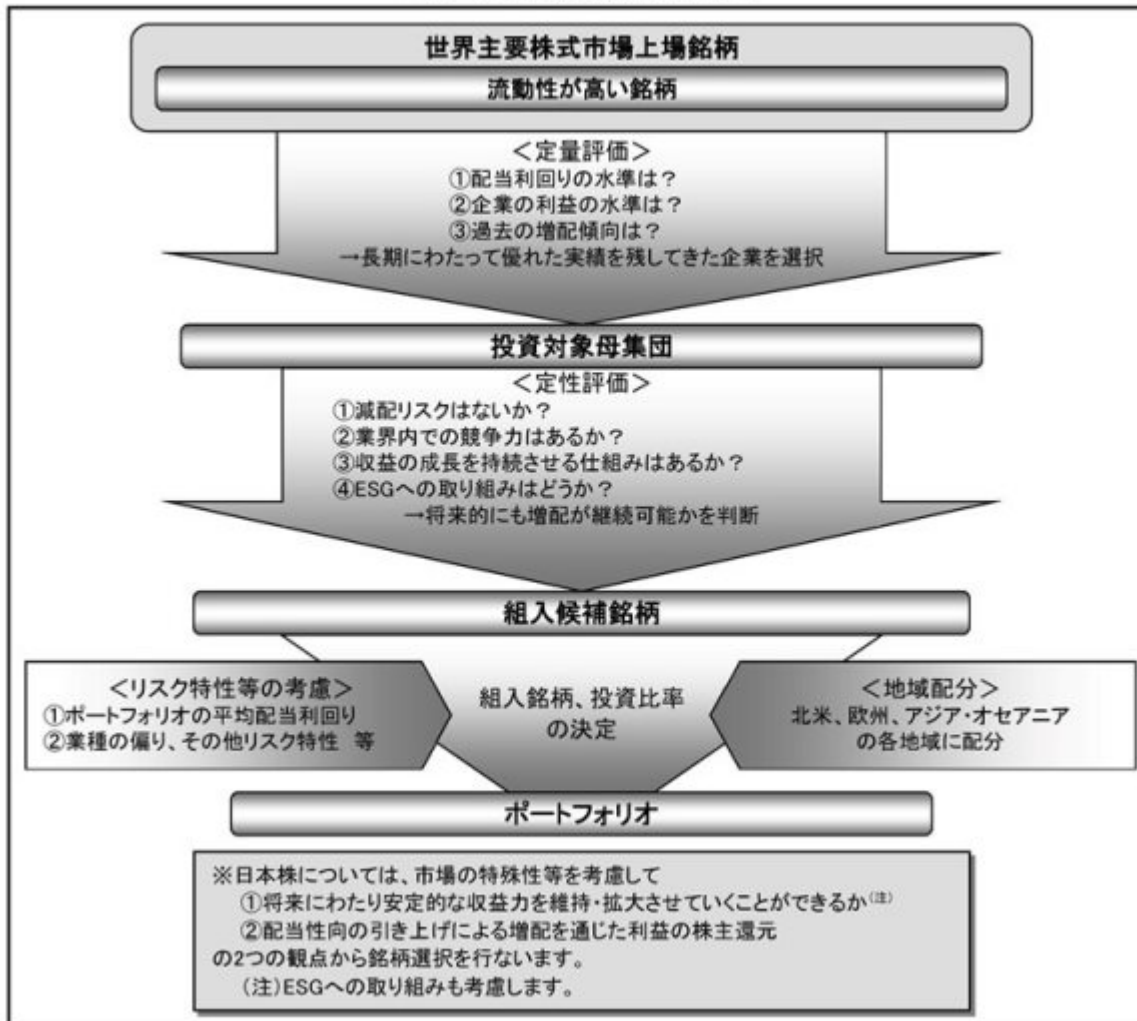 世界主要株式市場上場銘柄
流動性が高い銘柄
＜定量評価＞
①配当利回りの水準は？
②企業の利益の水準は？
③過去の増配傾向は？
→長期にわたって優れた実績を残してきた企業を選択
投資対象母集団
＜定性評価＞
①減配リスクはないか？
②業界内での競争力はあるか？
③収益の成長を持続させる仕組みはあるか？
④ESGへの取り組みはどうか？
→将来的にも増配が継続可能かを判断
組入候補銘柄
＜リスク特性等の考慮＞
①ポートフォリオの平均配当利回り
②業種の偏り、その他リスク特性 等
組入銘柄、投資比率
の決定
＜地域配分＞
北米、欧州、アジア・オセアニア
の各地域に配分
ポートフォリオ
※日本株については、市場の特殊性等を考慮して
①将来にわたり安定的な収益力を維持・拡大させていくことができるか(注)
②配当性向の引き上げによる増配を通じた利益の株主還元
の2つの観点から銘柄選択を行ないます。
(注)ESGへの取り組みも考慮します。